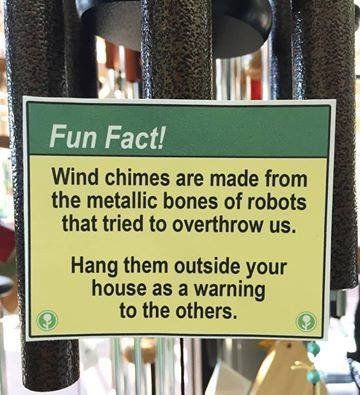 Fun Fact!
Wind chimes are made from
the metallic bones of robots
that tried to overthrow us.
Hang them outside your
house as a warning
to the others.